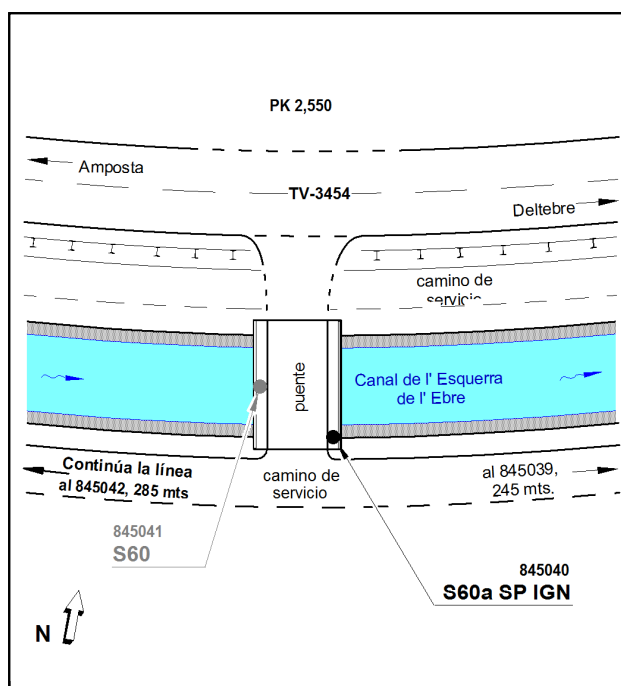 PK 2,550
Amposta
TV-3454
Deltebre
camino de
servicio
puente
Canal de l' Esquerra
de l' Ebre
Continúa la línea
al 845042, 285 mts
camino de
servicio
al 845039,
245 mts.
845041
S60
845040
S60a SP IGN
N